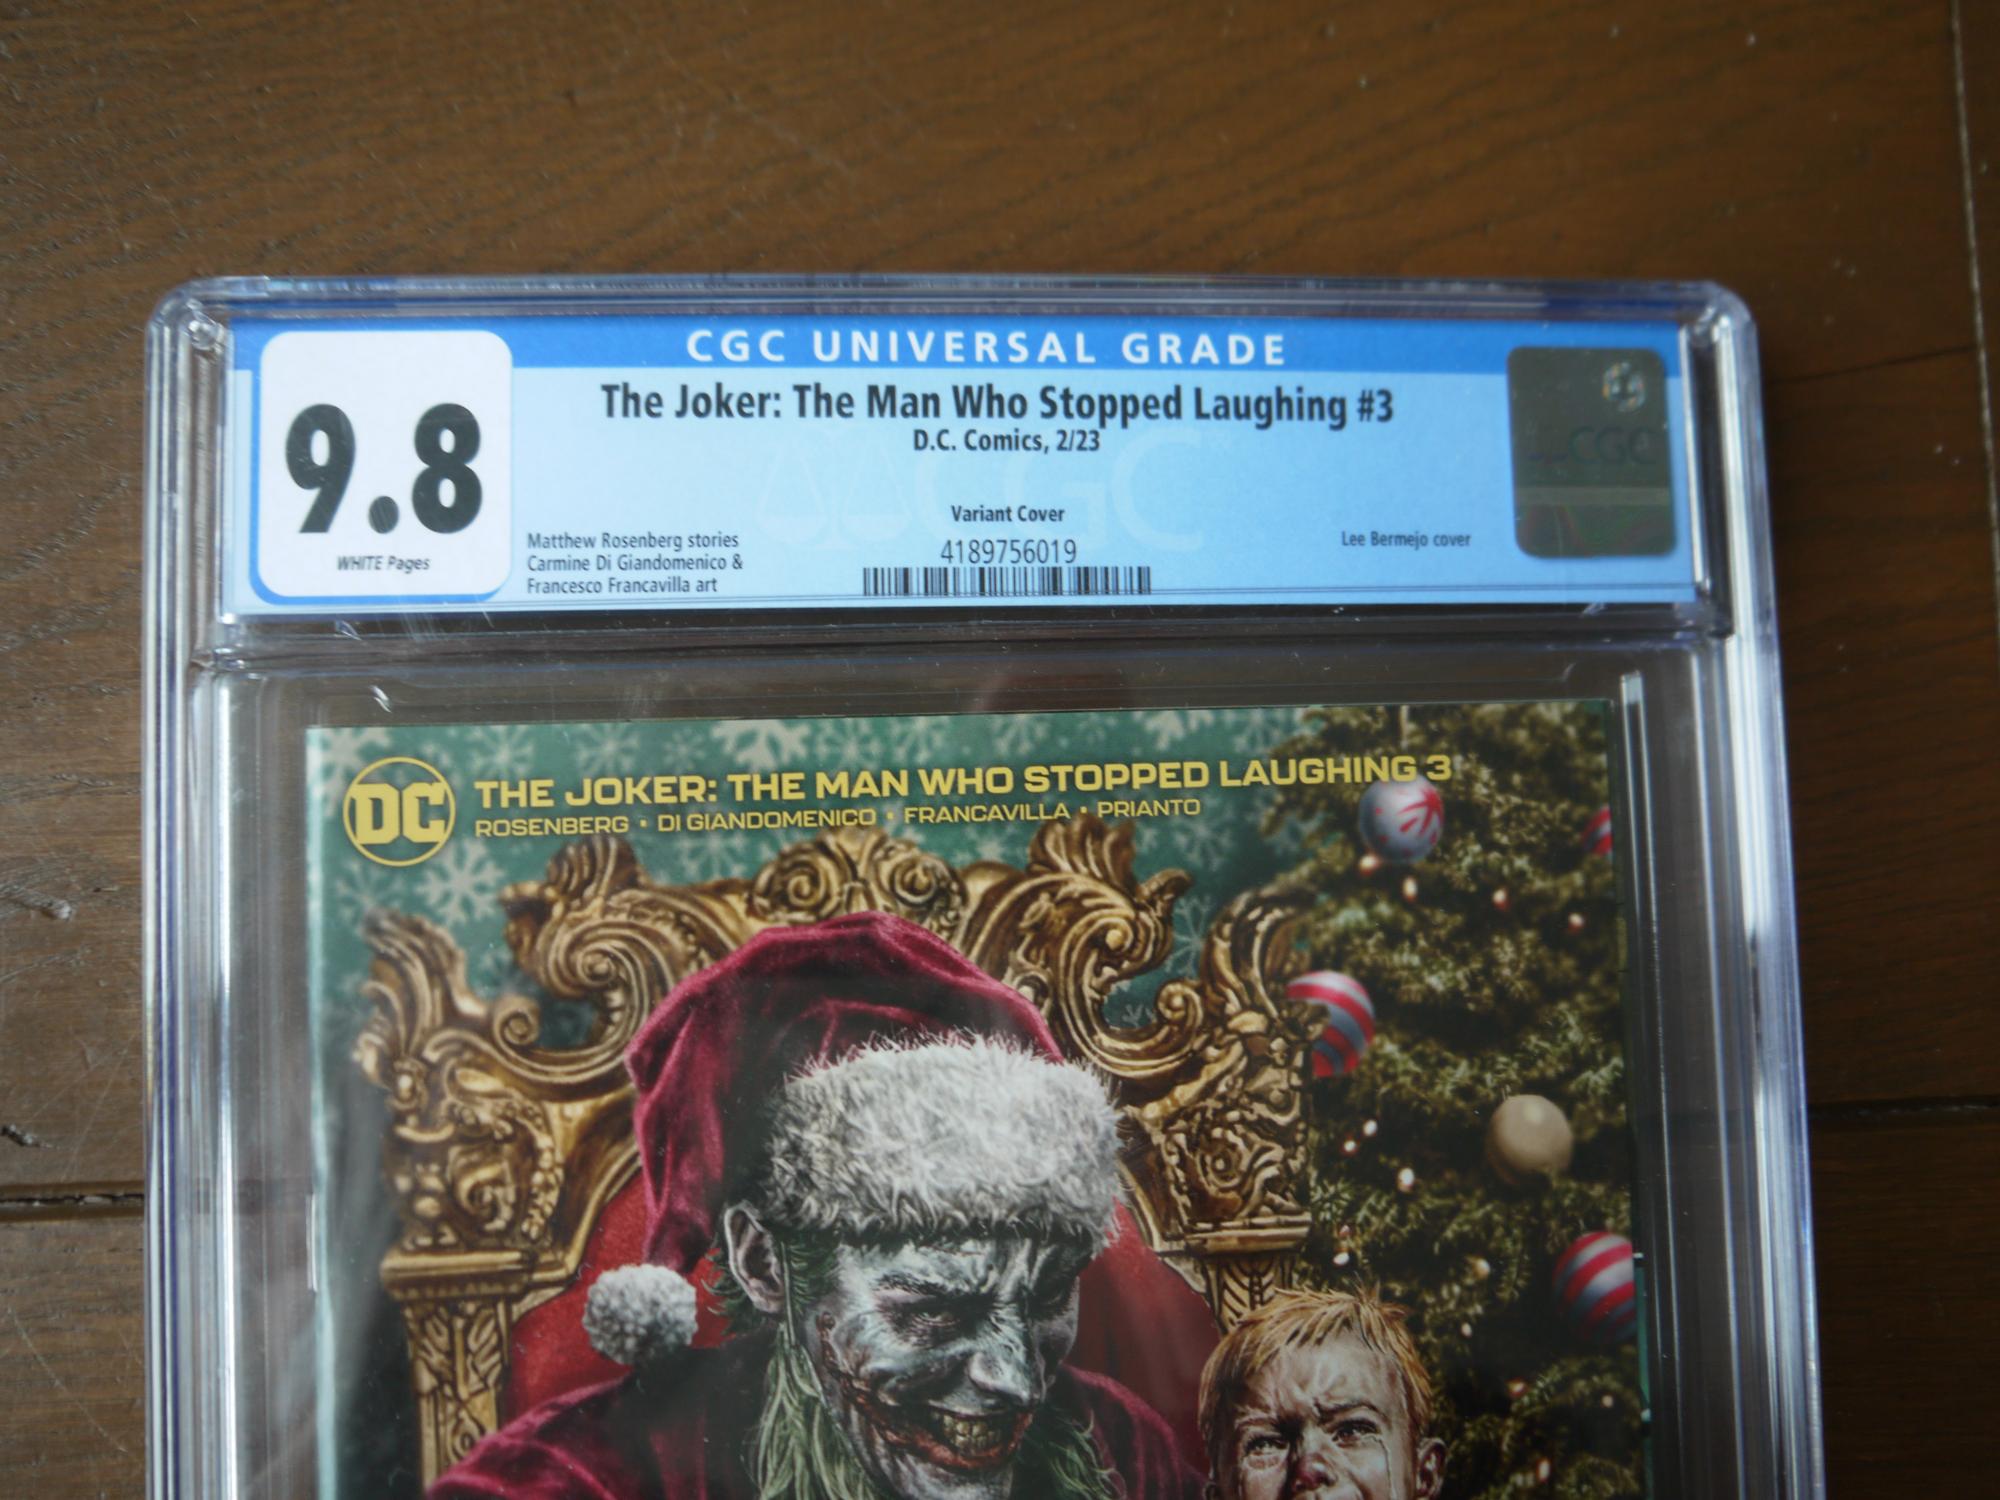 CGC UNIVERSAL GRADE
9.8
WHITE Pages
The Joker: The Man Who Stopped Laughing #3
D.C. Comics, 2/23
Variant Cover
Matthew Rosenberg stories
Carmine Di Giandomenico &
Francesco Francavilla art
4189756019
Lee Bermejo cover
CGC
CGC
DC
THE JOKER: THE MAN WHO STOPPED LAUGHING 3
ROSENBERG • DI GIANDOMENICO • FRANCAVILLA • PRIANTO